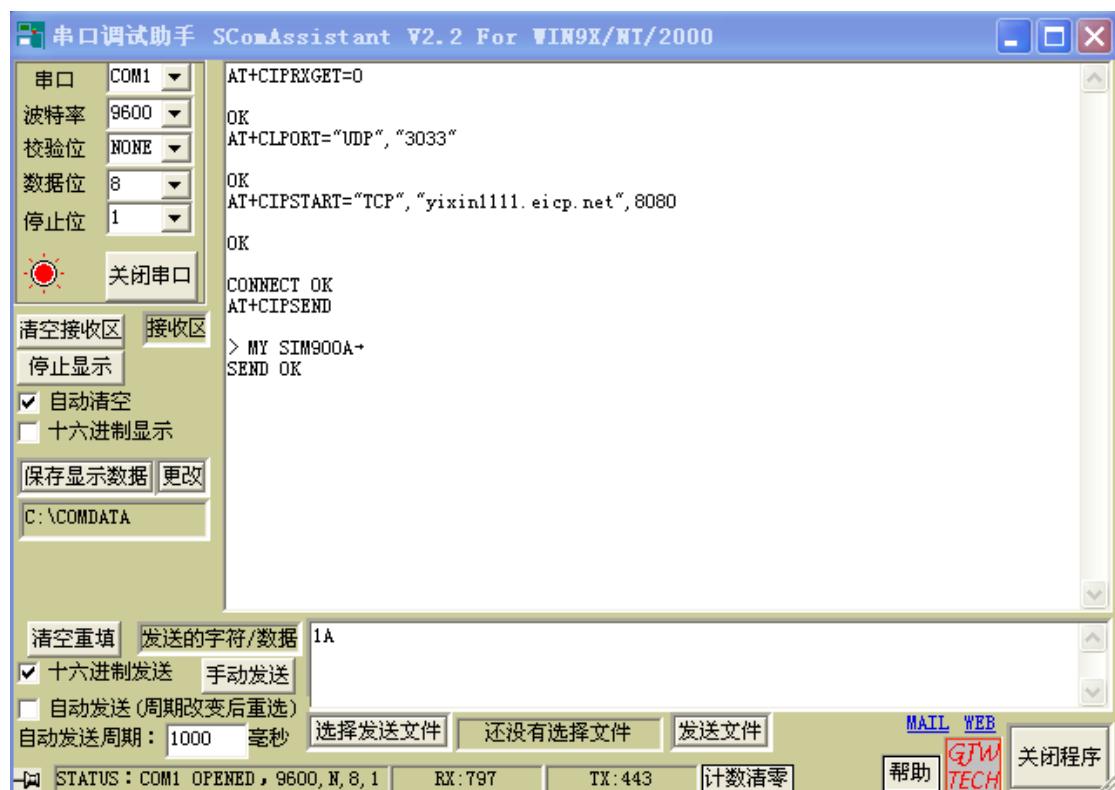 串口调试助手 SComAssistant V2.2 For WIN9X/NT/2000
串口 COM1
波特率 9600
校验位 NONE
数据位 8
停止位 1
关闭串口
清空接收区 接收区
停止显示
自动清空
十六进制显示
保存显示数据 更改
C:\COMDATA
AT+CIPRXGET=0
OK
AT+CLPORT="UDP","3033"
OK
AT+CIPSTART="TCP","yixin1111.eicp.net",8080
OK
CONNECT OK
AT+CIPSEND
> MY SIM900A→
SEND OK
清空重填 发送的字符/数据 1A
十六进制发送 手动发送
自动发送(周期改变后重选)
自动发送周期: 1000 毫秒 选择发送文件 还没有选择文件 发送文件
MAIL WEB
STATUS:COM1 OPENED,9600,N,8,1 RX:797 TX:443 计数清零 帮助 GJW TECH 关闭程序